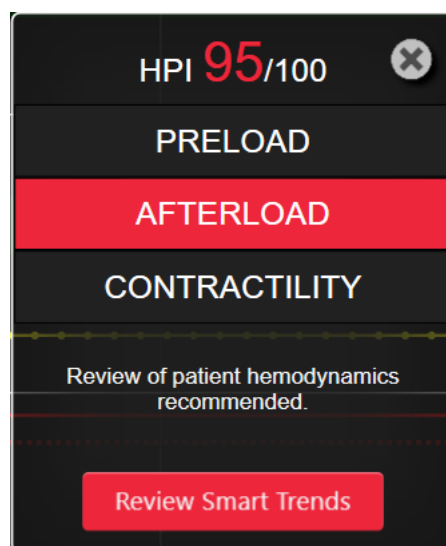 HPI 95/100
PRELOAD
AFTERLOAD
CONTRACTILITY
Review of patient hemodynamics
recommended.
Review Smart Trends